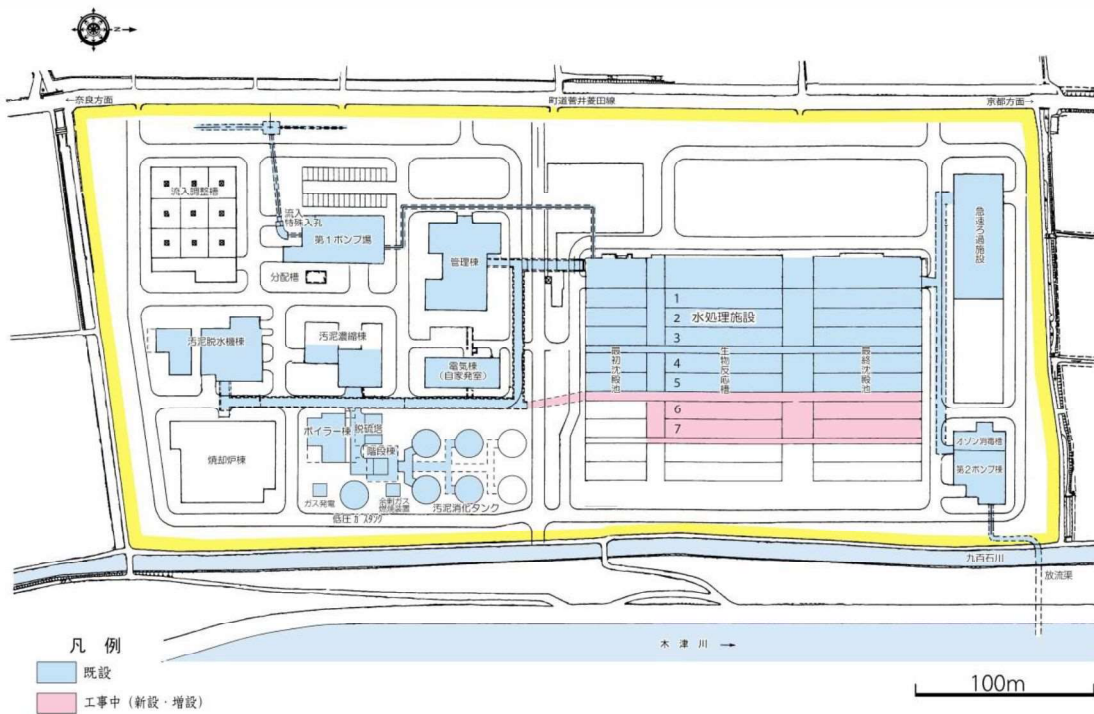 N
←奈良方面
町道菅井菱田線
京都方面→
流入調整槽
流入
特殊人孔
第1ポンプ場
分配槽
管理棟
急速ろ過施設
1
2
水処理施設
3
最初沈殿池
4
生物反応槽
最終沈殿池
5
6
7
汚泥脱水機棟
汚泥濃縮棟
電気棟
(自家発室)
焼却炉棟
ボイラー棟
脱硫塔
階段棟
ガス発電
低圧ガスタンク
余剰ガス
燃焼装置
汚泥消化タンク
オゾン消毒槽
第2ポンプ棟
九百石川
放流渠
木津川 →
凡 例
既設
工事中(新設・増設)
100m